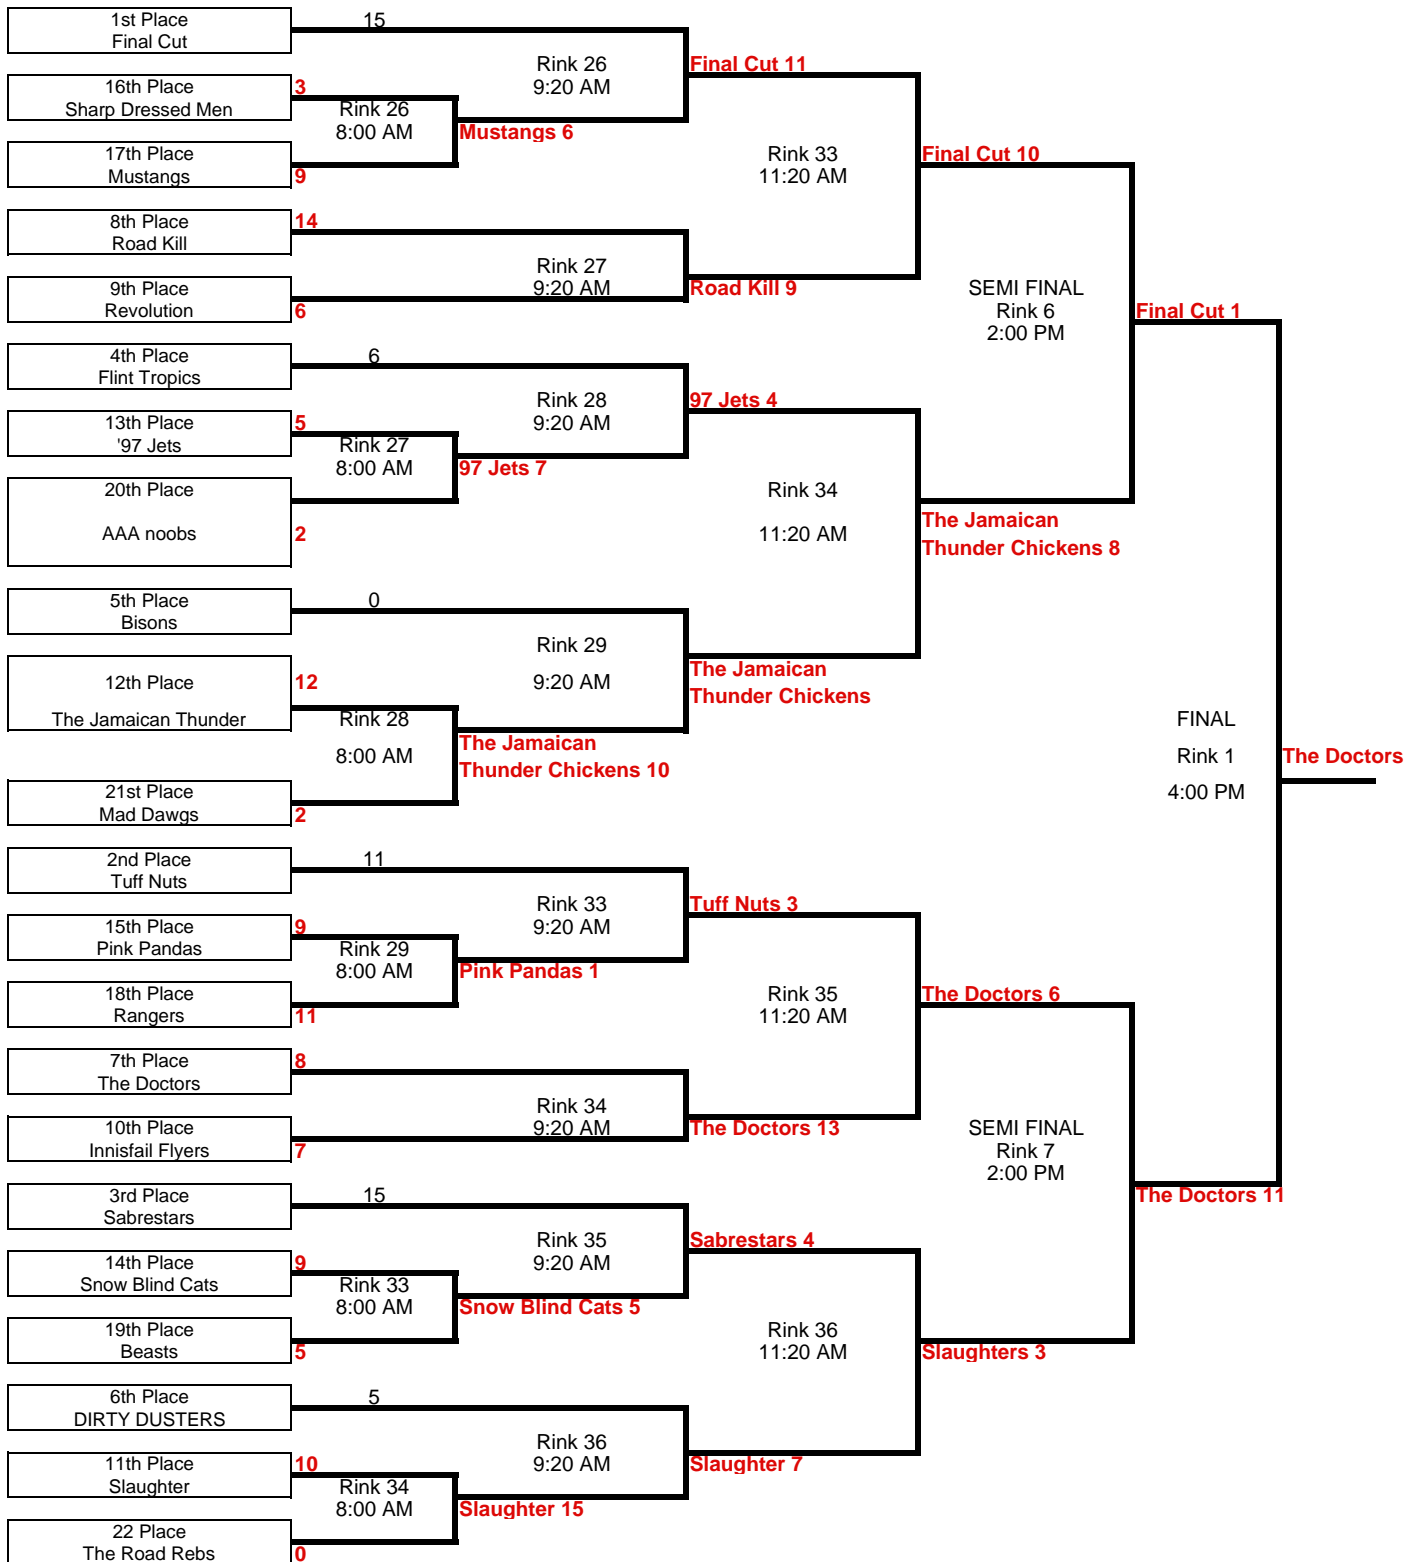 1st Place
Final Cut
15
Rink 26
9:20 AM
Final Cut 11
16th Place
Sharp Dressed Men
3
Rink 26
8:00 AM
Mustangs 6
17th Place
Mustangs
9
Rink 33
11:20 AM
Final Cut 10
8th Place
Road Kill
14
Rink 27
9:20 AM
Road Kill 9
9th Place
Revolution
6
SEMI FINAL
Rink 6
2:00 PM
Final Cut 1
4th Place
Flint Tropics
6
Rink 28
9:20 AM
97 Jets 4
13th Place
'97 Jets
5
Rink 27
8:00 AM
97 Jets 7
20th Place
AAA noobs
2
Rink 34
11:20 AM
The Jamaican
Thunder Chickens 8
5th Place
Bisons
0
Rink 29
9:20 AM
The Jamaican
Thunder Chickens
12th Place
The Jamaican Thunder
12
Rink 28
8:00 AM
The Jamaican
Thunder Chickens 10
21st Place
Mad Dawgs
2
FINAL
Rink 1
4:00 PM
The Doctors
2nd Place
Tuff Nuts
11
Rink 33
9:20 AM
Tuff Nuts 3
15th Place
Pink Pandas
9
Rink 29
8:00 AM
Pink Pandas 1
18th Place
Rangers
11
Rink 35
11:20 AM
The Doctors 6
7th Place
The Doctors
8
Rink 34
9:20 AM
The Doctors 13
10th Place
Innisfail Flyers
7
SEMI FINAL
Rink 7
2:00 PM
The Doctors 11
3rd Place
Sabrestars
15
Rink 35
9:20 AM
Sabrestars 4
14th Place
Snow Blind Cats
9
Rink 33
8:00 AM
Snow Blind Cats 5
19th Place
Beasts
5
Rink 36
11:20 AM
Slaughters 3
6th Place
DIRTY DUSTERS
5
Rink 36
9:20 AM
Slaughter 7
11th Place
Slaughter
10
Rink 34
8:00 AM
Slaughter 15
22 Place
The Road Rebs
0